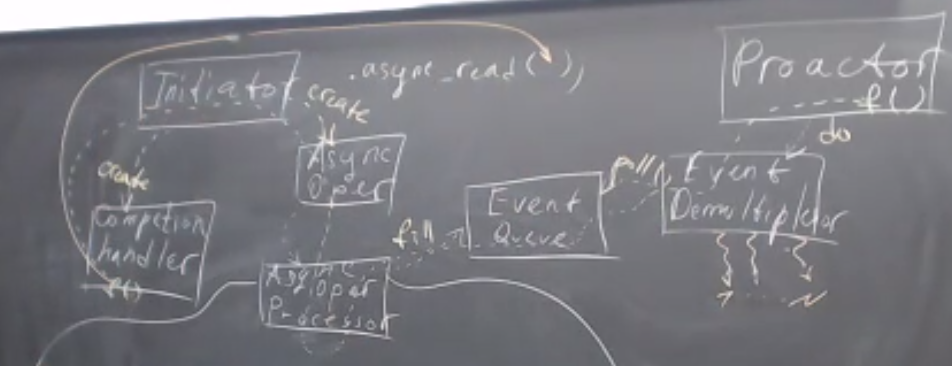 Initiator
.async_read( ),
Proactor
f()
create
do
Async
Oper
create
Completion
handler
f()
Event
Queue
Event
Demultiplexor
fill
pull
Async
Oper
Processor
1 ..... N